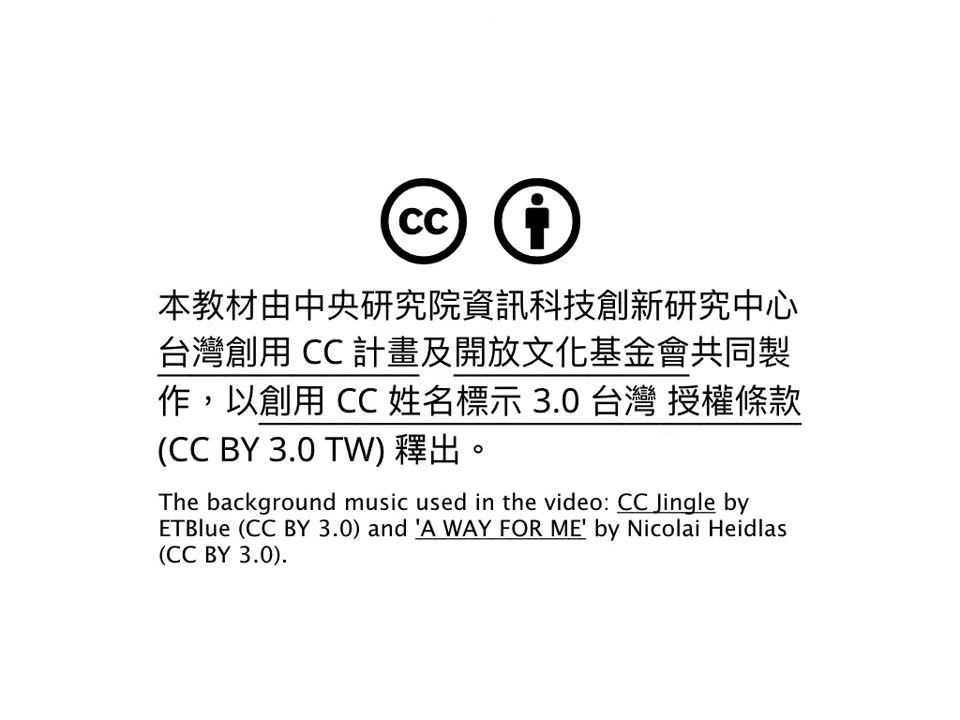 cc
本教材由中央研究院資訊科技創新研究中心
台灣創用 CC 計畫及開放文化基金會共同製
作，以創用 CC 姓名標示 3.0 台灣 授權條款
(CC BY 3.0 TW) 釋出。
The background music used in the video: CC Jingle by
ETBlue (CC BY 3.0) and 'A WAY FOR ME' by Nicolai Heidlas
(CC BY 3.0).